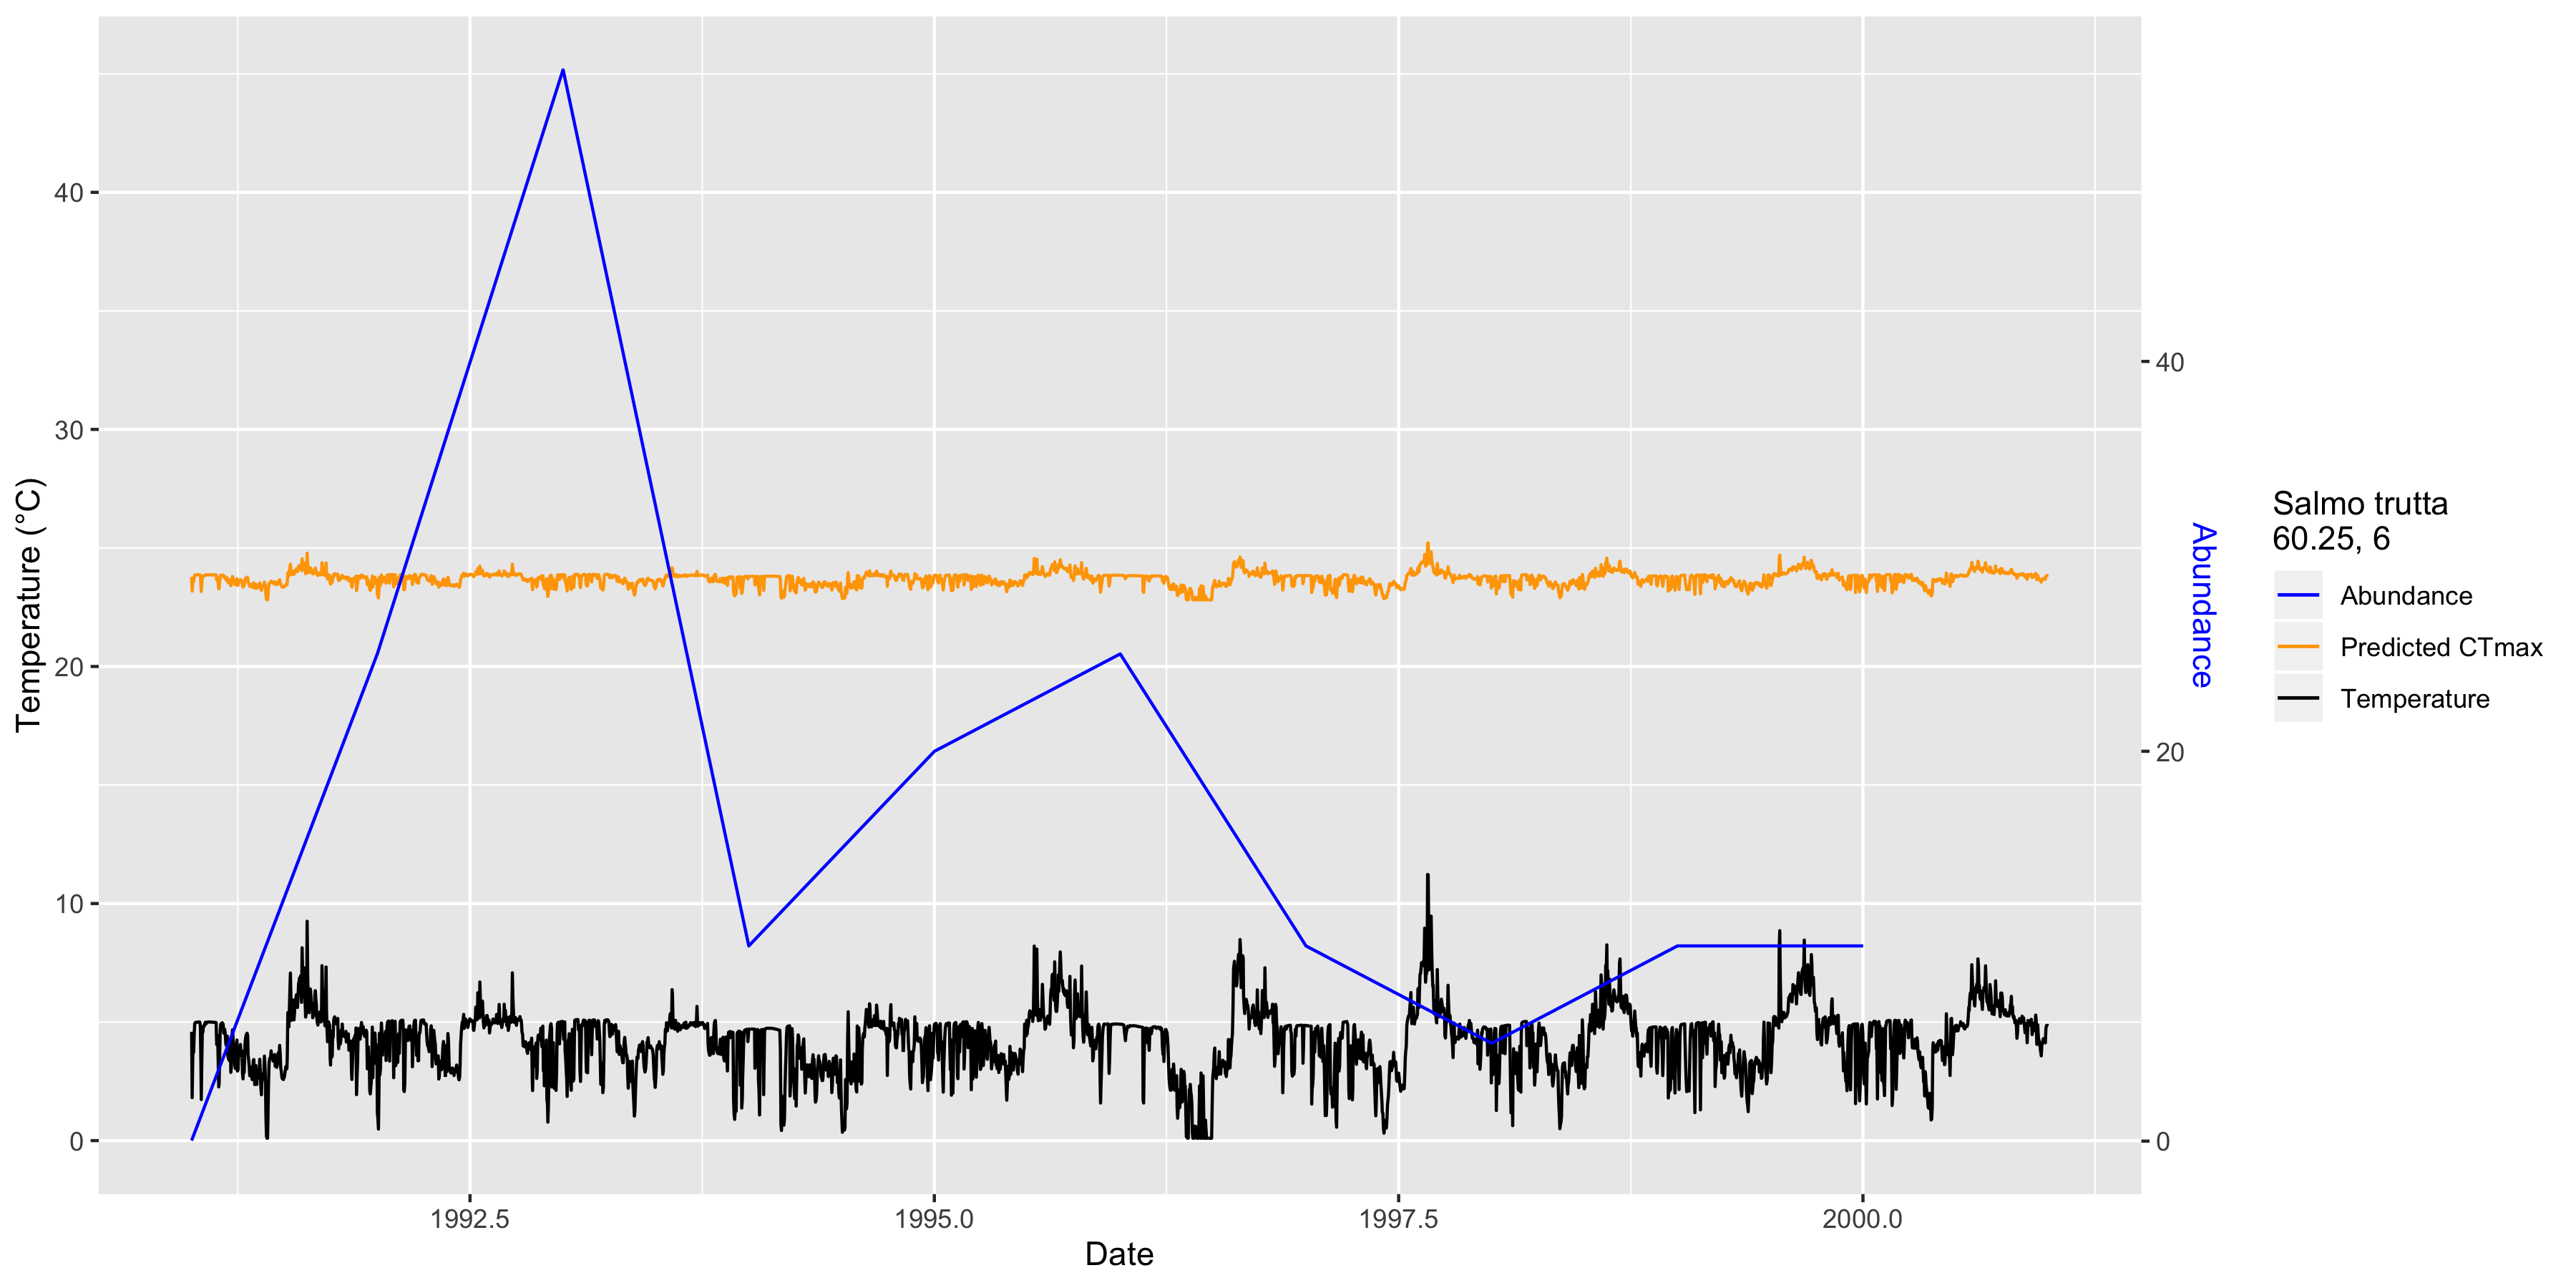 40
30
20
10
0
Temperature (°C)
1992.5
1995.0
1997.5
2000.0
Date
40
20
0
Abundance
Salmo trutta
60.25, 6
Abundance
Predicted CTmax
Temperature